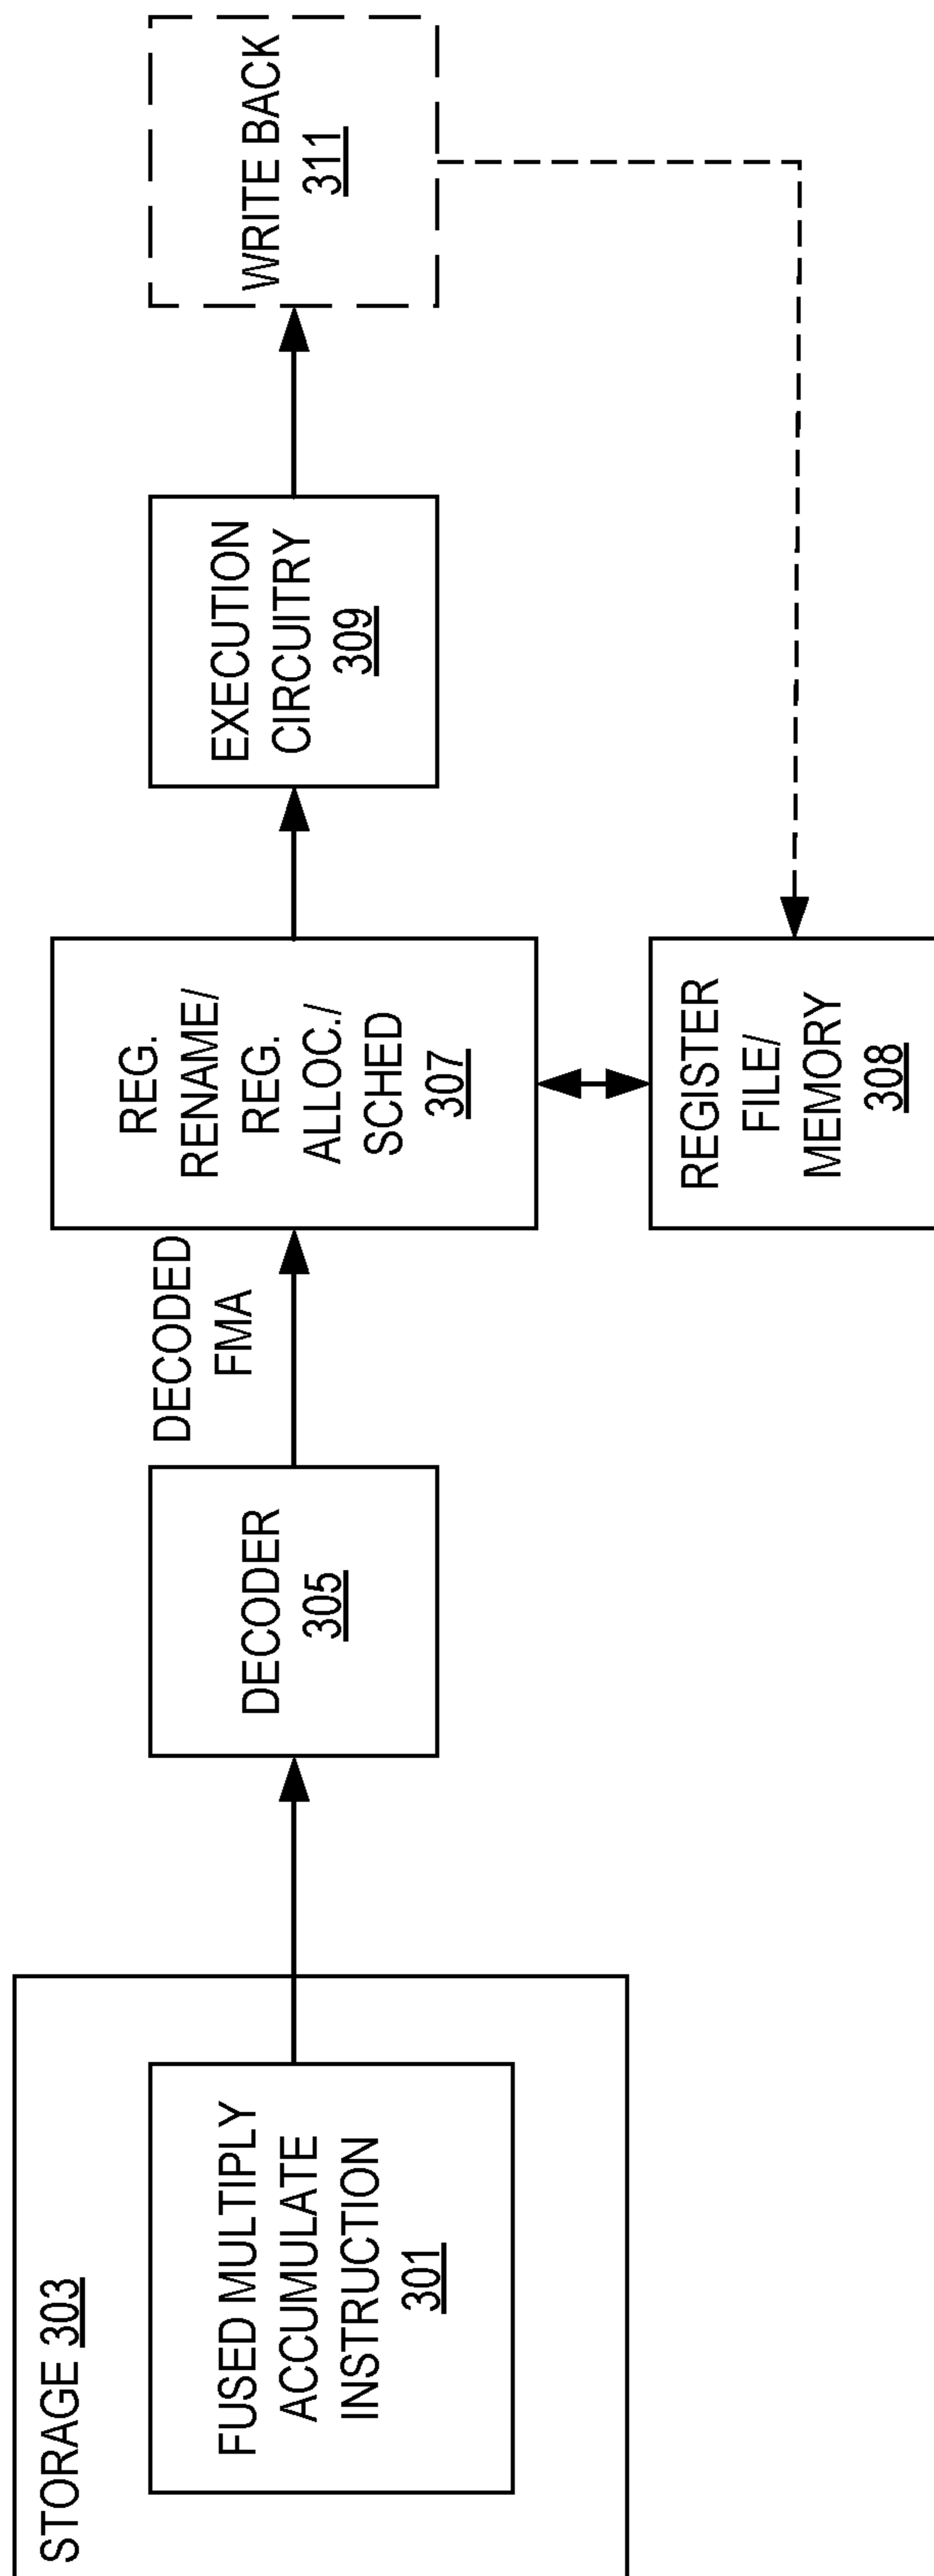 STORAGE 303
FUSED MULTIPLY
ACCUMULATE
INSTRUCTION
301
DECODER
305
DECODED
FMA
REG.
RENAME/
REG.
ALLOC./
SCHED
307
REGISTER
FILE/
MEMORY
308
EXECUTION
CIRCUITRY
309
WRITE BACK
311